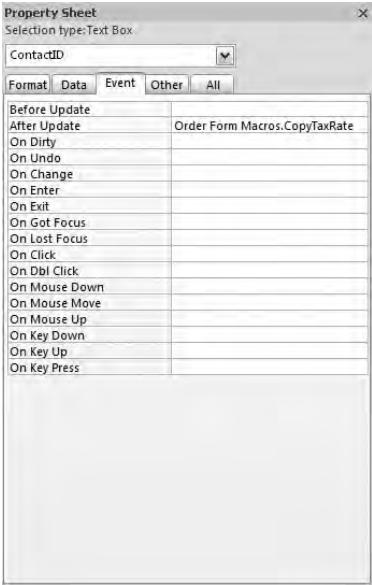 Property Sheet
Selection type:Text Box
ContactID
Format Data Event Other All
Before Update
After Update Order Form Macros.CopyTaxRate
On Dirty
On Undo
On Change
On Enter
On Exit
On Got Focus
On Lost Focus
On Click
On Dbl Click
On Mouse Down
On Mouse Move
On Mouse Up
On Key Down
On Key Up
On Key Press